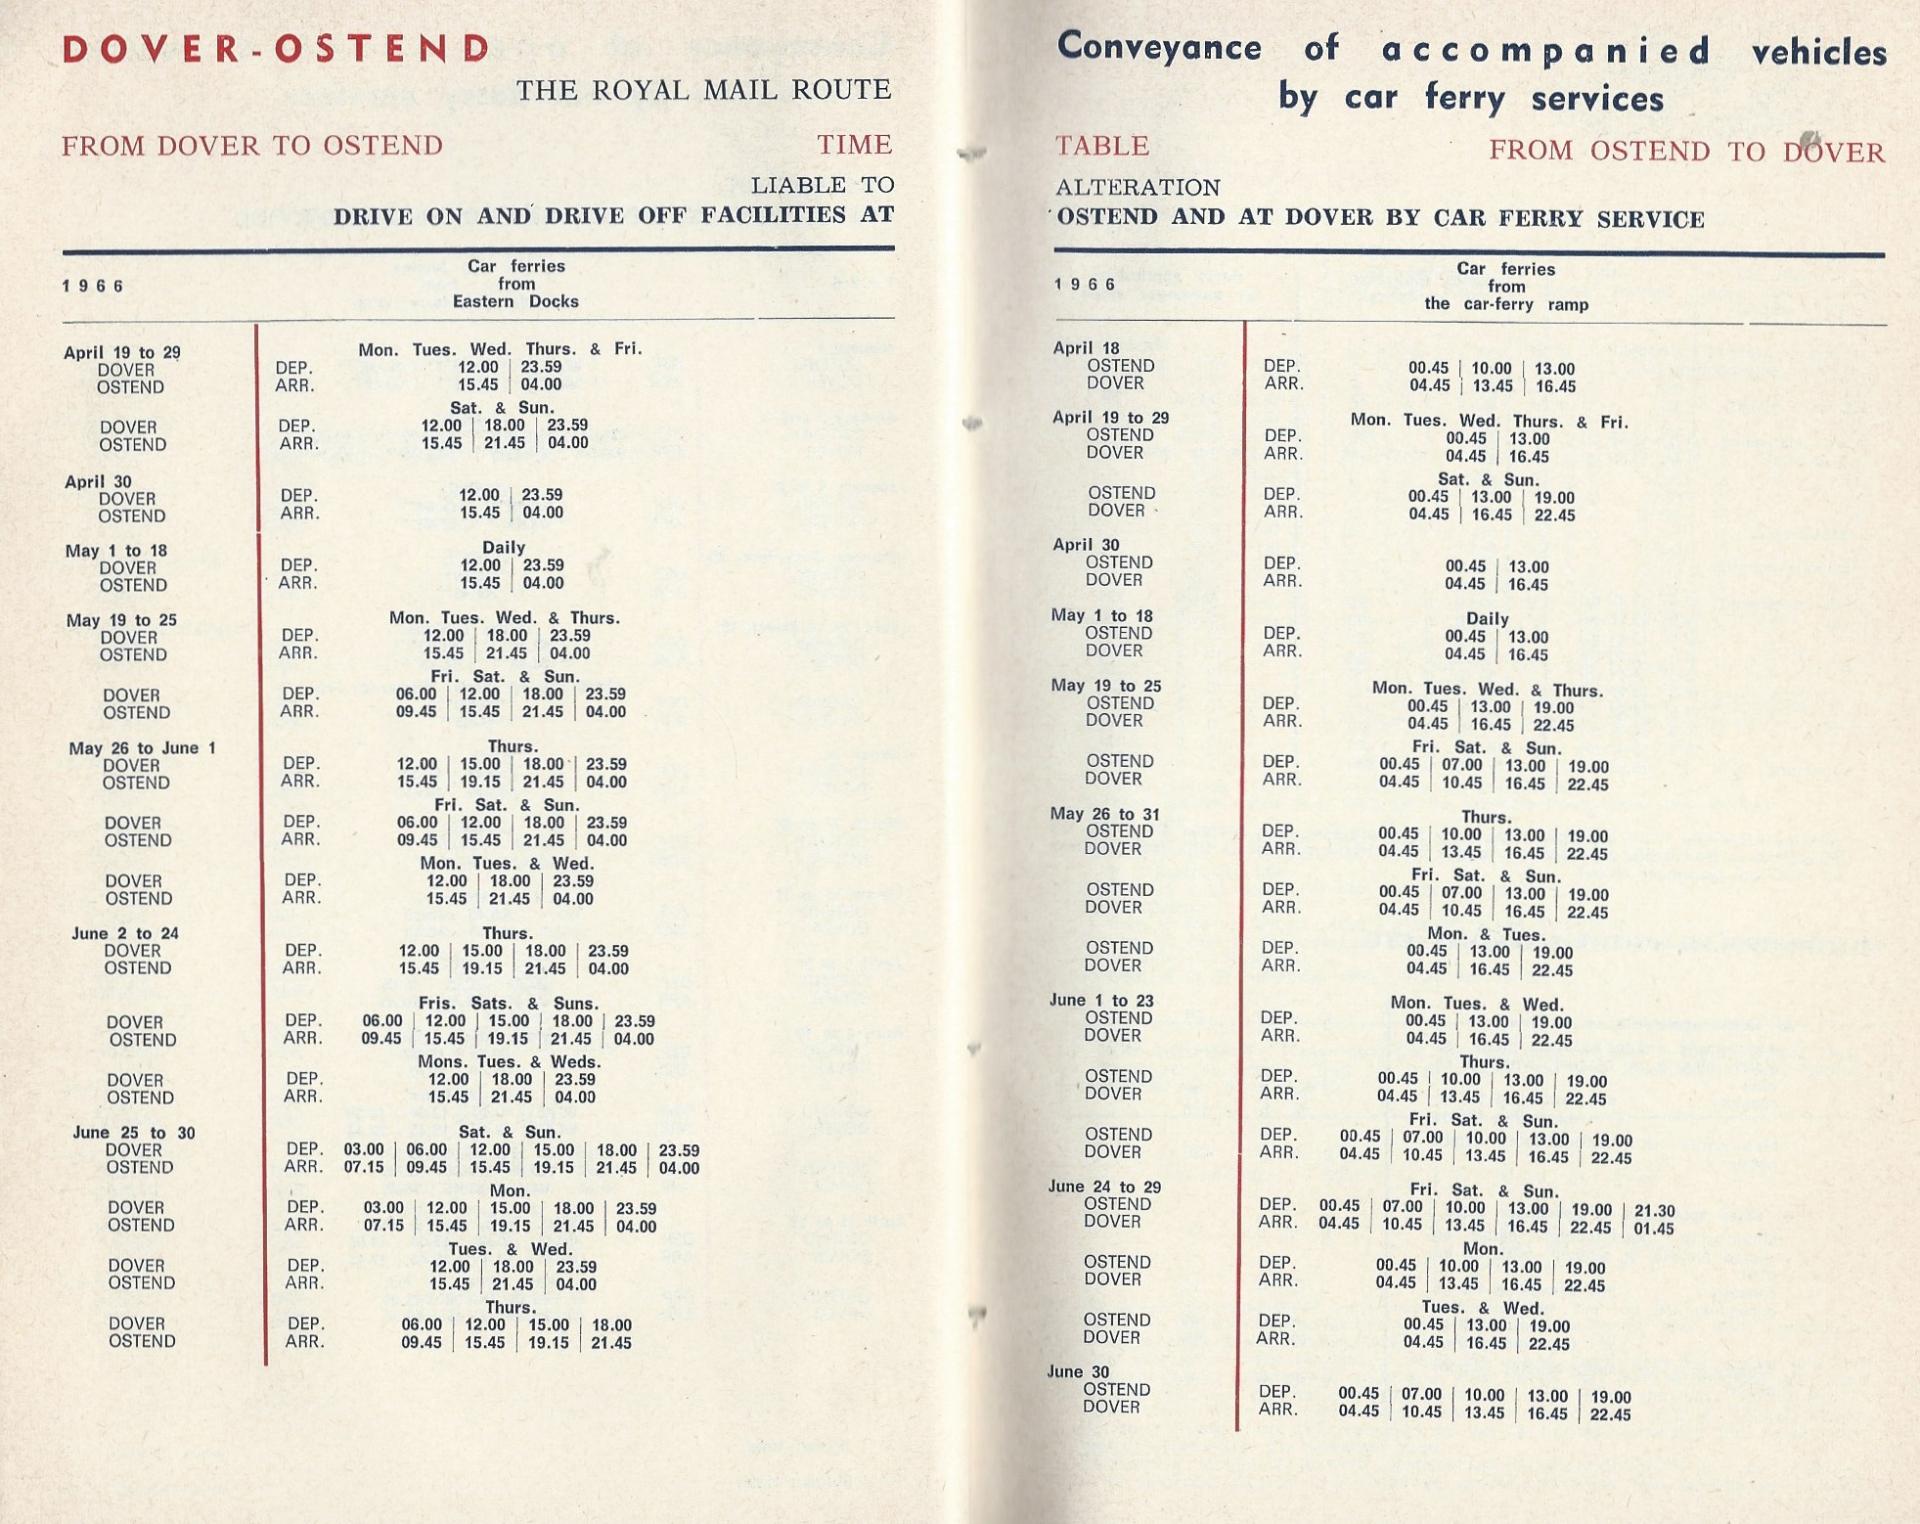 DOVER-OSTEND
THE ROYAL MAIL ROUTE
FROM DOVER TO OSTEND TIME
LIABLE TO
DRIVE ON AND DRIVE OFF FACILITIES AT
1966
Car ferries
from
Eastern Docks
April 19 to 29 Mon. Tues. Wed. Thurs. & Fri.
DOVER DEP. 12.00 23.59
OSTEND ARR. 15.45 04.00
Sat. & Sun.
DOVER DEP. 12.00 18.00 23.59
OSTEND ARR. 15.45 21.45 04.00
April 30
DOVER DEP. 12.00 23.59
OSTEND ARR. 15.45 04.00
May 1 to 18 Daily
DOVER DEP. 12.00 23.59
OSTEND ARR. 15.45 04.00
May 19 to 25 Mon. Tues. Wed. & Thurs.
DOVER DEP. 12.00 18.00 23.59
OSTEND ARR. 15.45 21.45 04.00
Fri. Sat. & Sun.
DOVER DEP. 06.00 12.00 18.00 23.59
OSTEND ARR. 09.45 15.45 21.45 04.00
May 26 to June 1 Thurs.
DOVER DEP. 12.00 15.00 18.00 23.59
OSTEND ARR. 15.45 19.15 21.45 04.00
Fri. Sat. & Sun.
DOVER DEP. 06.00 12.00 18.00 23.59
OSTEND ARR. 09.45 15.45 21.45 04.00
Mon. Tues. & Wed.
DOVER DEP. 12.00 18.00 23.59
OSTEND ARR. 15.45 21.45 04.00
June 2 to 24 Thurs.
DOVER DEP. 12.00 15.00 18.00 23.59
OSTEND ARR. 15.45 19.15 21.45 04.00
Fris. Sats. & Suns.
DOVER DEP. 06.00 12.00 15.00 18.00 23.59
OSTEND ARR. 09.45 15.45 19.15 21.45 04.00
Mons. Tues. & Weds.
DOVER DEP. 12.00 18.00 23.59
OSTEND ARR. 15.45 21.45 04.00
June 25 to 30 Sat. & Sun.
DOVER DEP. 03.00 06.00 12.00 15.00 18.00 23.59
OSTEND ARR. 07.15 09.45 15.45 19.15 21.45 04.00
Mon.
DOVER DEP. 03.00 12.00 15.00 18.00 23.59
OSTEND ARR. 07.15 15.45 19.15 21.45 04.00
Tues. & Wed.
DOVER DEP. 12.00 18.00 23.59
OSTEND ARR. 15.45 21.45 04.00
Thurs.
DOVER DEP. 06.00 12.00 15.00 18.00
OSTEND ARR. 09.45 15.45 19.15 21.45
Conveyance of accompanied vehicles
by car ferry services
TABLE FROM OSTEND TO DOVER
ALTERATION
OSTEND AND AT DOVER BY CAR FERRY SERVICE
1966
Car ferries
from
the car-ferry ramp
April 18
OSTEND DEP. 00.45 10.00 13.00
DOVER ARR. 04.45 13.45 16.45
April 19 to 29 Mon. Tues. Wed. Thurs. & Fri.
OSTEND DEP. 00.45 13.00
DOVER ARR. 04.45 16.45
Sat. & Sun.
OSTEND DEP. 00.45 13.00 19.00
DOVER ARR. 04.45 16.45 22.45
April 30
OSTEND DEP. 00.45 13.00
DOVER ARR. 04.45 16.45
May 1 to 18 Daily
OSTEND DEP. 00.45 13.00
DOVER ARR. 04.45 16.45
May 19 to 25 Mon. Tues. Wed. & Thurs.
OSTEND DEP. 00.45 13.00 19.00
DOVER ARR. 04.45 16.45 22.45
Fri. Sat. & Sun.
OSTEND DEP. 00.45 07.00 13.00 19.00
DOVER ARR. 04.45 10.45 16.45 22.45
May 26 to 31 Thurs.
OSTEND DEP. 00.45 10.00 13.00 19.00
DOVER ARR. 04.45 13.45 16.45 22.45
Fri. Sat. & Sun.
OSTEND DEP. 00.45 07.00 13.00 19.00
DOVER ARR. 04.45 10.45 16.45 22.45
Mon. & Tues.
OSTEND DEP. 00.45 13.00 19.00
DOVER ARR. 04.45 16.45 22.45
June 1 to 23 Mon. Tues. & Wed.
OSTEND DEP. 00.45 13.00 19.00
DOVER ARR. 04.45 16.45 22.45
Thurs.
OSTEND DEP. 00.45 10.00 13.00 19.00
DOVER ARR. 04.45 13.45 16.45 22.45
Fri. Sat. & Sun.
OSTEND DEP. 00.45 07.00 10.00 13.00 19.00
DOVER ARR. 04.45 10.45 13.45 16.45 22.45
June 24 to 29 Fri. Sat. & Sun.
OSTEND DEP. 00.45 07.00 10.00 13.00 19.00 21.30
DOVER ARR. 04.45 10.45 13.45 16.45 22.45 01.45
Mon.
OSTEND DEP. 00.45 10.00 13.00 19.00
DOVER ARR. 04.45 13.45 16.45 22.45
Tues. & Wed.
OSTEND DEP. 00.45 13.00 19.00
DOVER ARR. 04.45 16.45 22.45
June 30
OSTEND DEP. 00.45 07.00 10.00 13.00 19.00
DOVER ARR. 04.45 10.45 13.45 16.45 22.45